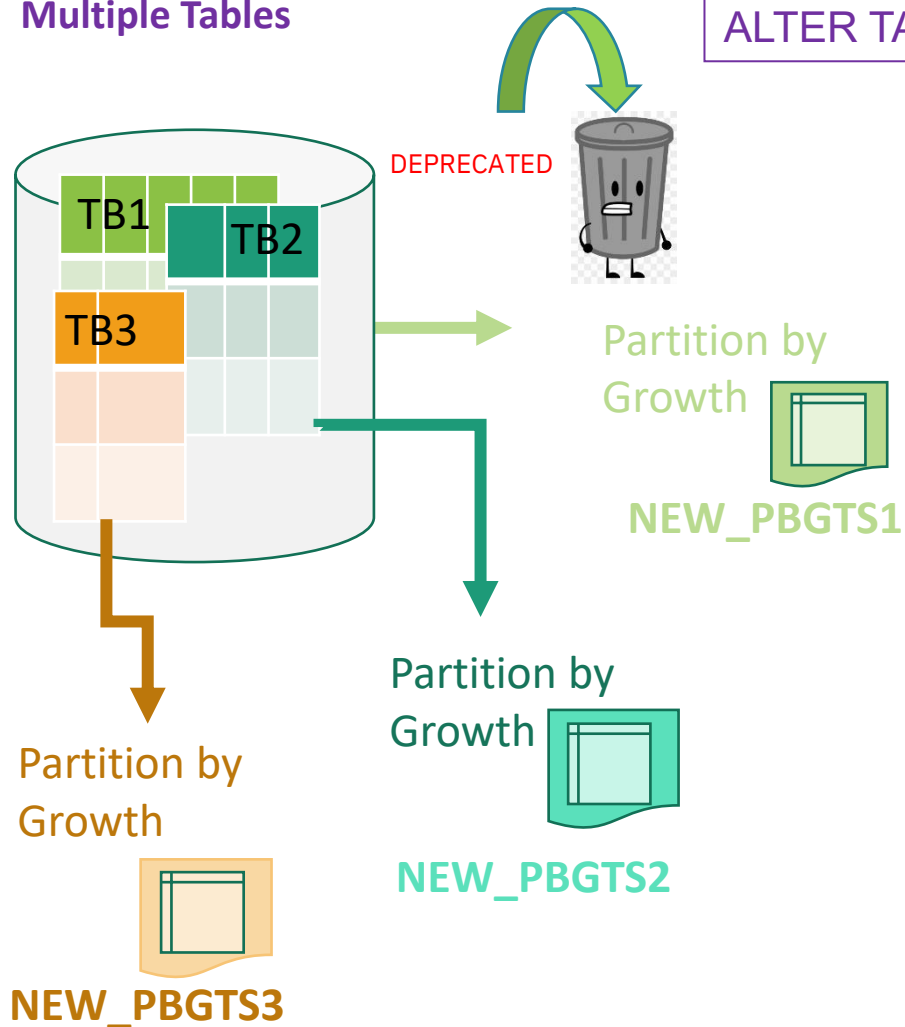 Multiple Tables
ALTER TA
DEPRECATED
TB1
TB2
TB3
Partition by
Growth
NEW_PBGTS1
Partition by
Growth
NEW_PBGTS2
Partition by
Growth
NEW_PBGTS3